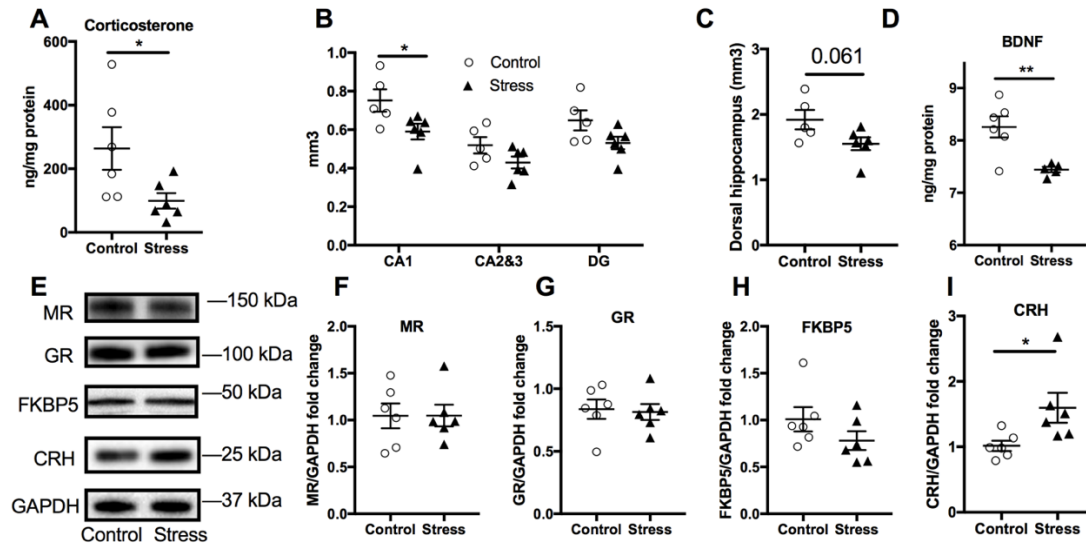 A
Corticosterone
*
600
400
200
0
ng/mg protein
Control Stress
B
*
Control
Stress
1.0
0.8
0.6
0.4
0.2
0.0
mm3
CA1 CA2&3 DG
C
0.061
3
2
1
0
Dorsal hippocampus (mm3)
Control Stress
D
BDNF
**
9
8
7
6
ng/mg protein
Control Stress
E
MR —150 kDa
GR —100 kDa
FKBP5 —50 kDa
CRH —25 kDa
GAPDH —37 kDa
Control Stress
F
MR
2.0
1.5
1.0
0.5
0.0
MR/GAPDH fold change
Control Stress
G
GR
1.5
1.0
0.5
0.0
GR/GAPDH fold change
Control Stress
H
FKBP5
2.0
1.5
1.0
0.5
0.0
FKBP5/GAPDH fold change
Control Stress
I
CRH
*
3
2
1
0
CRH/GAPDH fold change
Control Stress